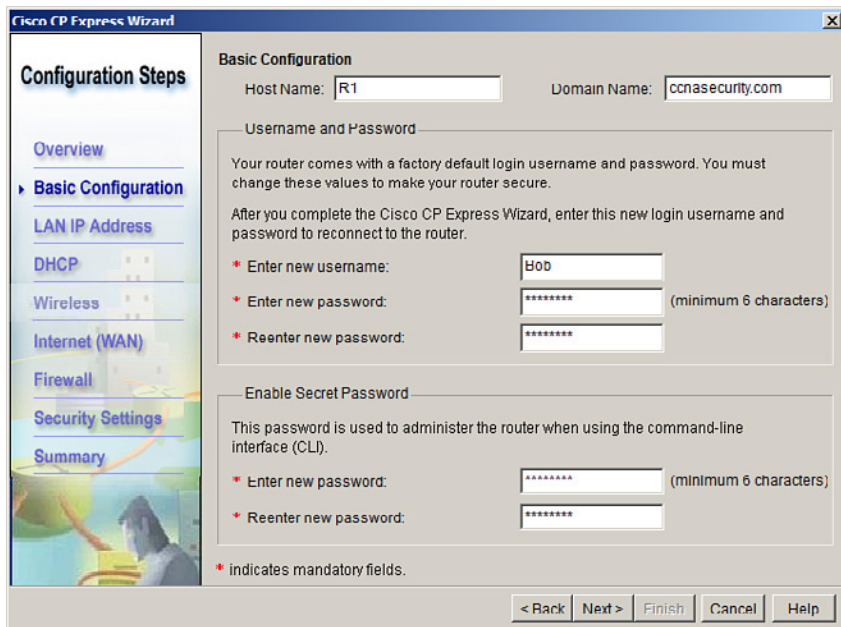 Cisco CP Express Wizard
Configuration Steps
Overview
Basic Configuration
LAN IP Address
DHCP
Wireless
Internet (WAN)
Firewall
Security Settings
Summary
Basic Configuration
Host Name: R1 Domain Name: ccnasecurity.com
Username and Password
Your router comes with a factory default login username and password. You must
change these values to make your router secure.
After you complete the Cisco CP Express Wizard, enter this new login username and
password to reconnect to the router.
* Enter new username: Bob
* Enter new password: ******** (minimum 6 characters)
* Reenter new password: ********
Enable Secret Password
This password is used to administer the router when using the command-line
interface (CLI).
* Enter new password: ******** (minimum 6 characters)
* Reenter new password: ********
* indicates mandatory fields.
< Back Next > Finish Cancel Help